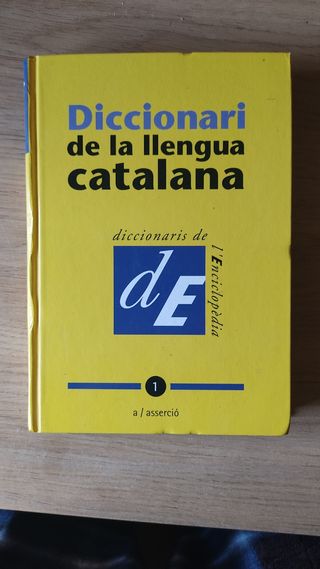 Diccionari
de la llengua
catalana
diccionaris de
l'Enciclopèdia
dE
1
a / asserció